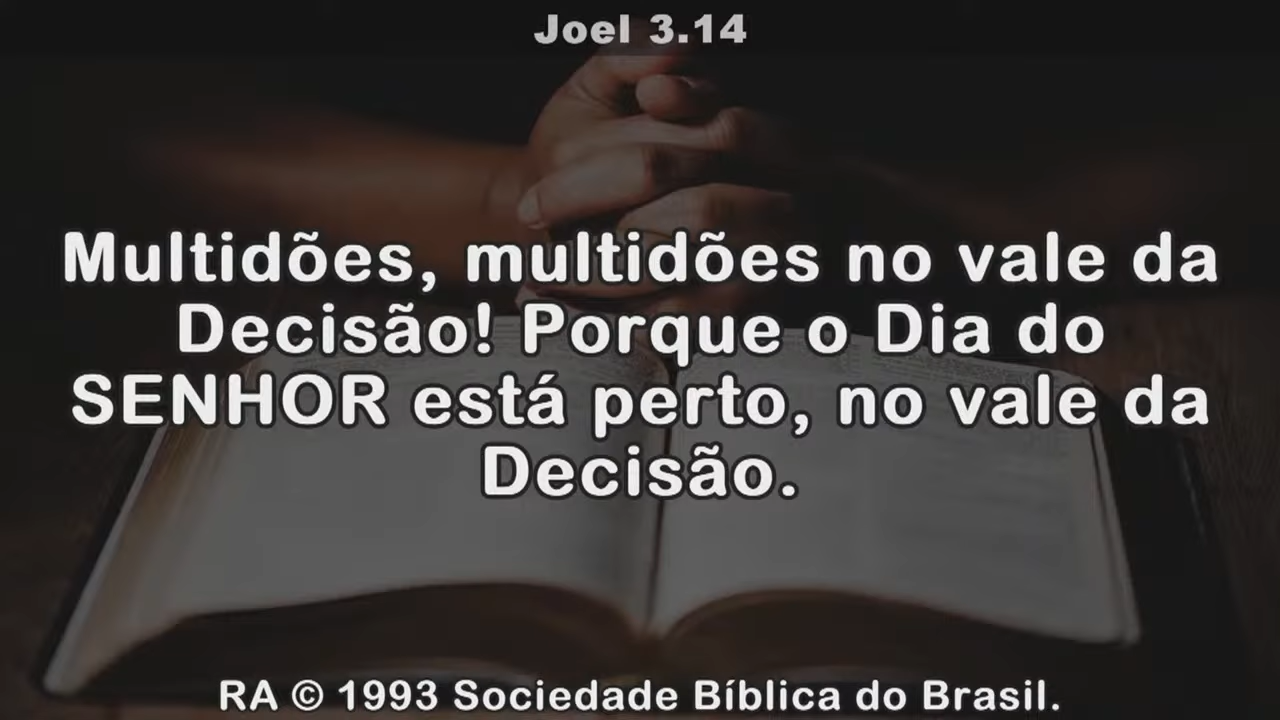 Joel 3.14
Multidões, multidões no vale da
Decisão! Porque o Dia do
SENHOR está perto, no vale da
Decisão.
RA © 1993 Sociedade Bíblica do Brasil.